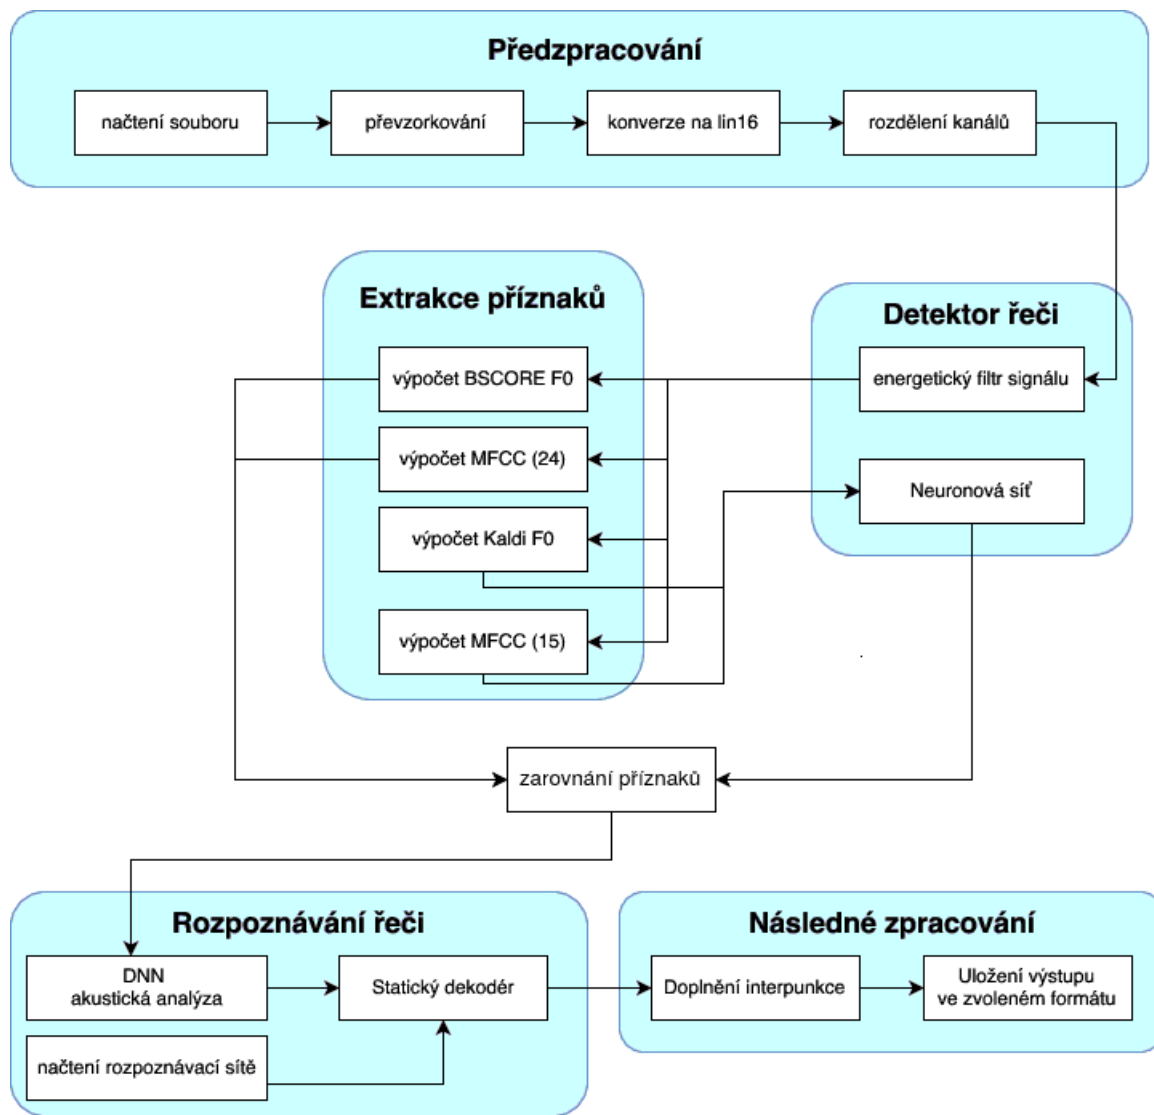 Předzpracování
načtení souboru
převzorkování
konverze na lin16
rozdělení kanálů
Extrakce příznaků
výpočet BSCORE F0
výpočet MFCC (24)
výpočet Kaldi F0
výpočet MFCC (15)
Detektor řeči
energetický filtr signálu
Neuronová síť
zarovnání příznaků
Rozpoznávání řeči
DNN
akustická analýza
Statický dekodér
načtení rozpoznávací sítě
Následné zpracování
Doplnění interpunkce
Uložení výstupu
ve zvoleném formátu